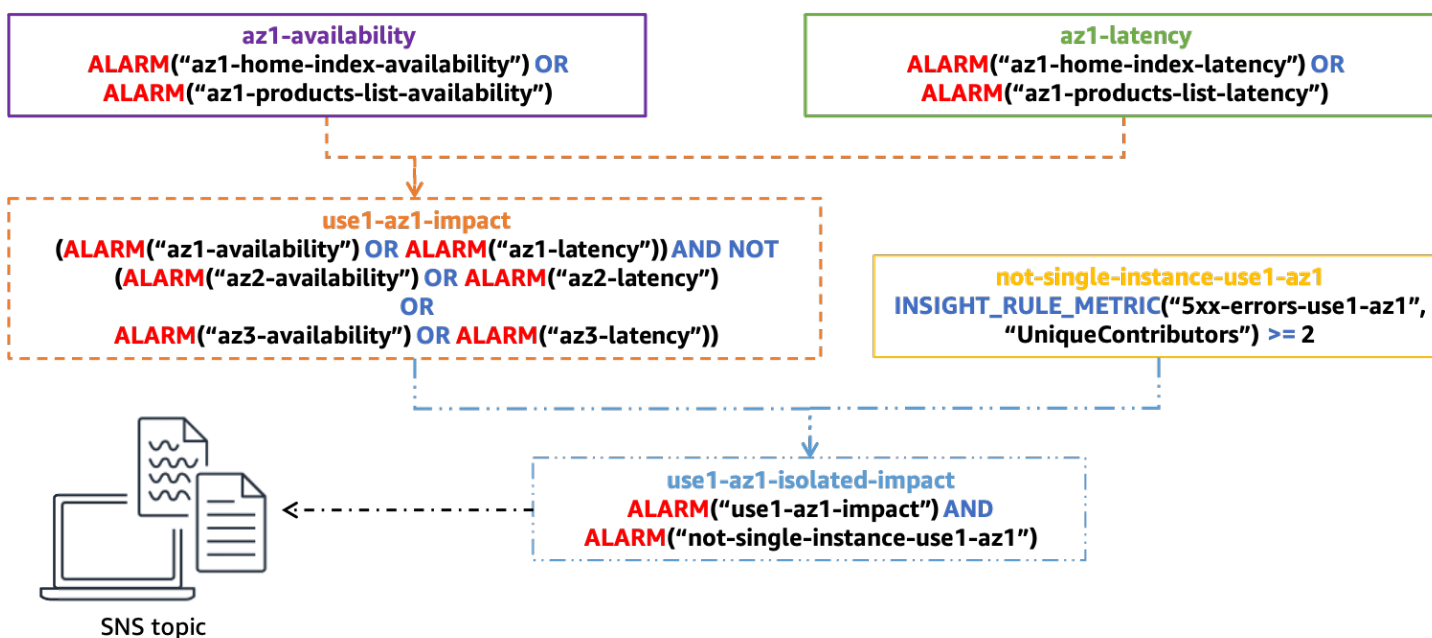 az1-availability
ALARM(“az1-home-index-availability”) OR
ALARM(“az1-products-list-availability”)
az1-latency
ALARM(“az1-home-index-latency”) OR
ALARM(“az1-products-list-latency”)
use1-az1-impact
(ALARM(“az1-availability”) OR ALARM(“az1-latency”)) AND NOT
(ALARM(“az2-availability”) OR ALARM(“az2-latency”)
OR
ALARM(“az3-availability”) OR ALARM(“az3-latency”))
not-single-instance-use1-az1
INSIGHT_RULE_METRIC(“5xx-errors-use1-az1”,
“UniqueContributors”) >= 2
use1-az1-isolated-impact
ALARM(“use1-az1-impact”) AND
ALARM(“not-single-instance-use1-az1”)
SNS topic